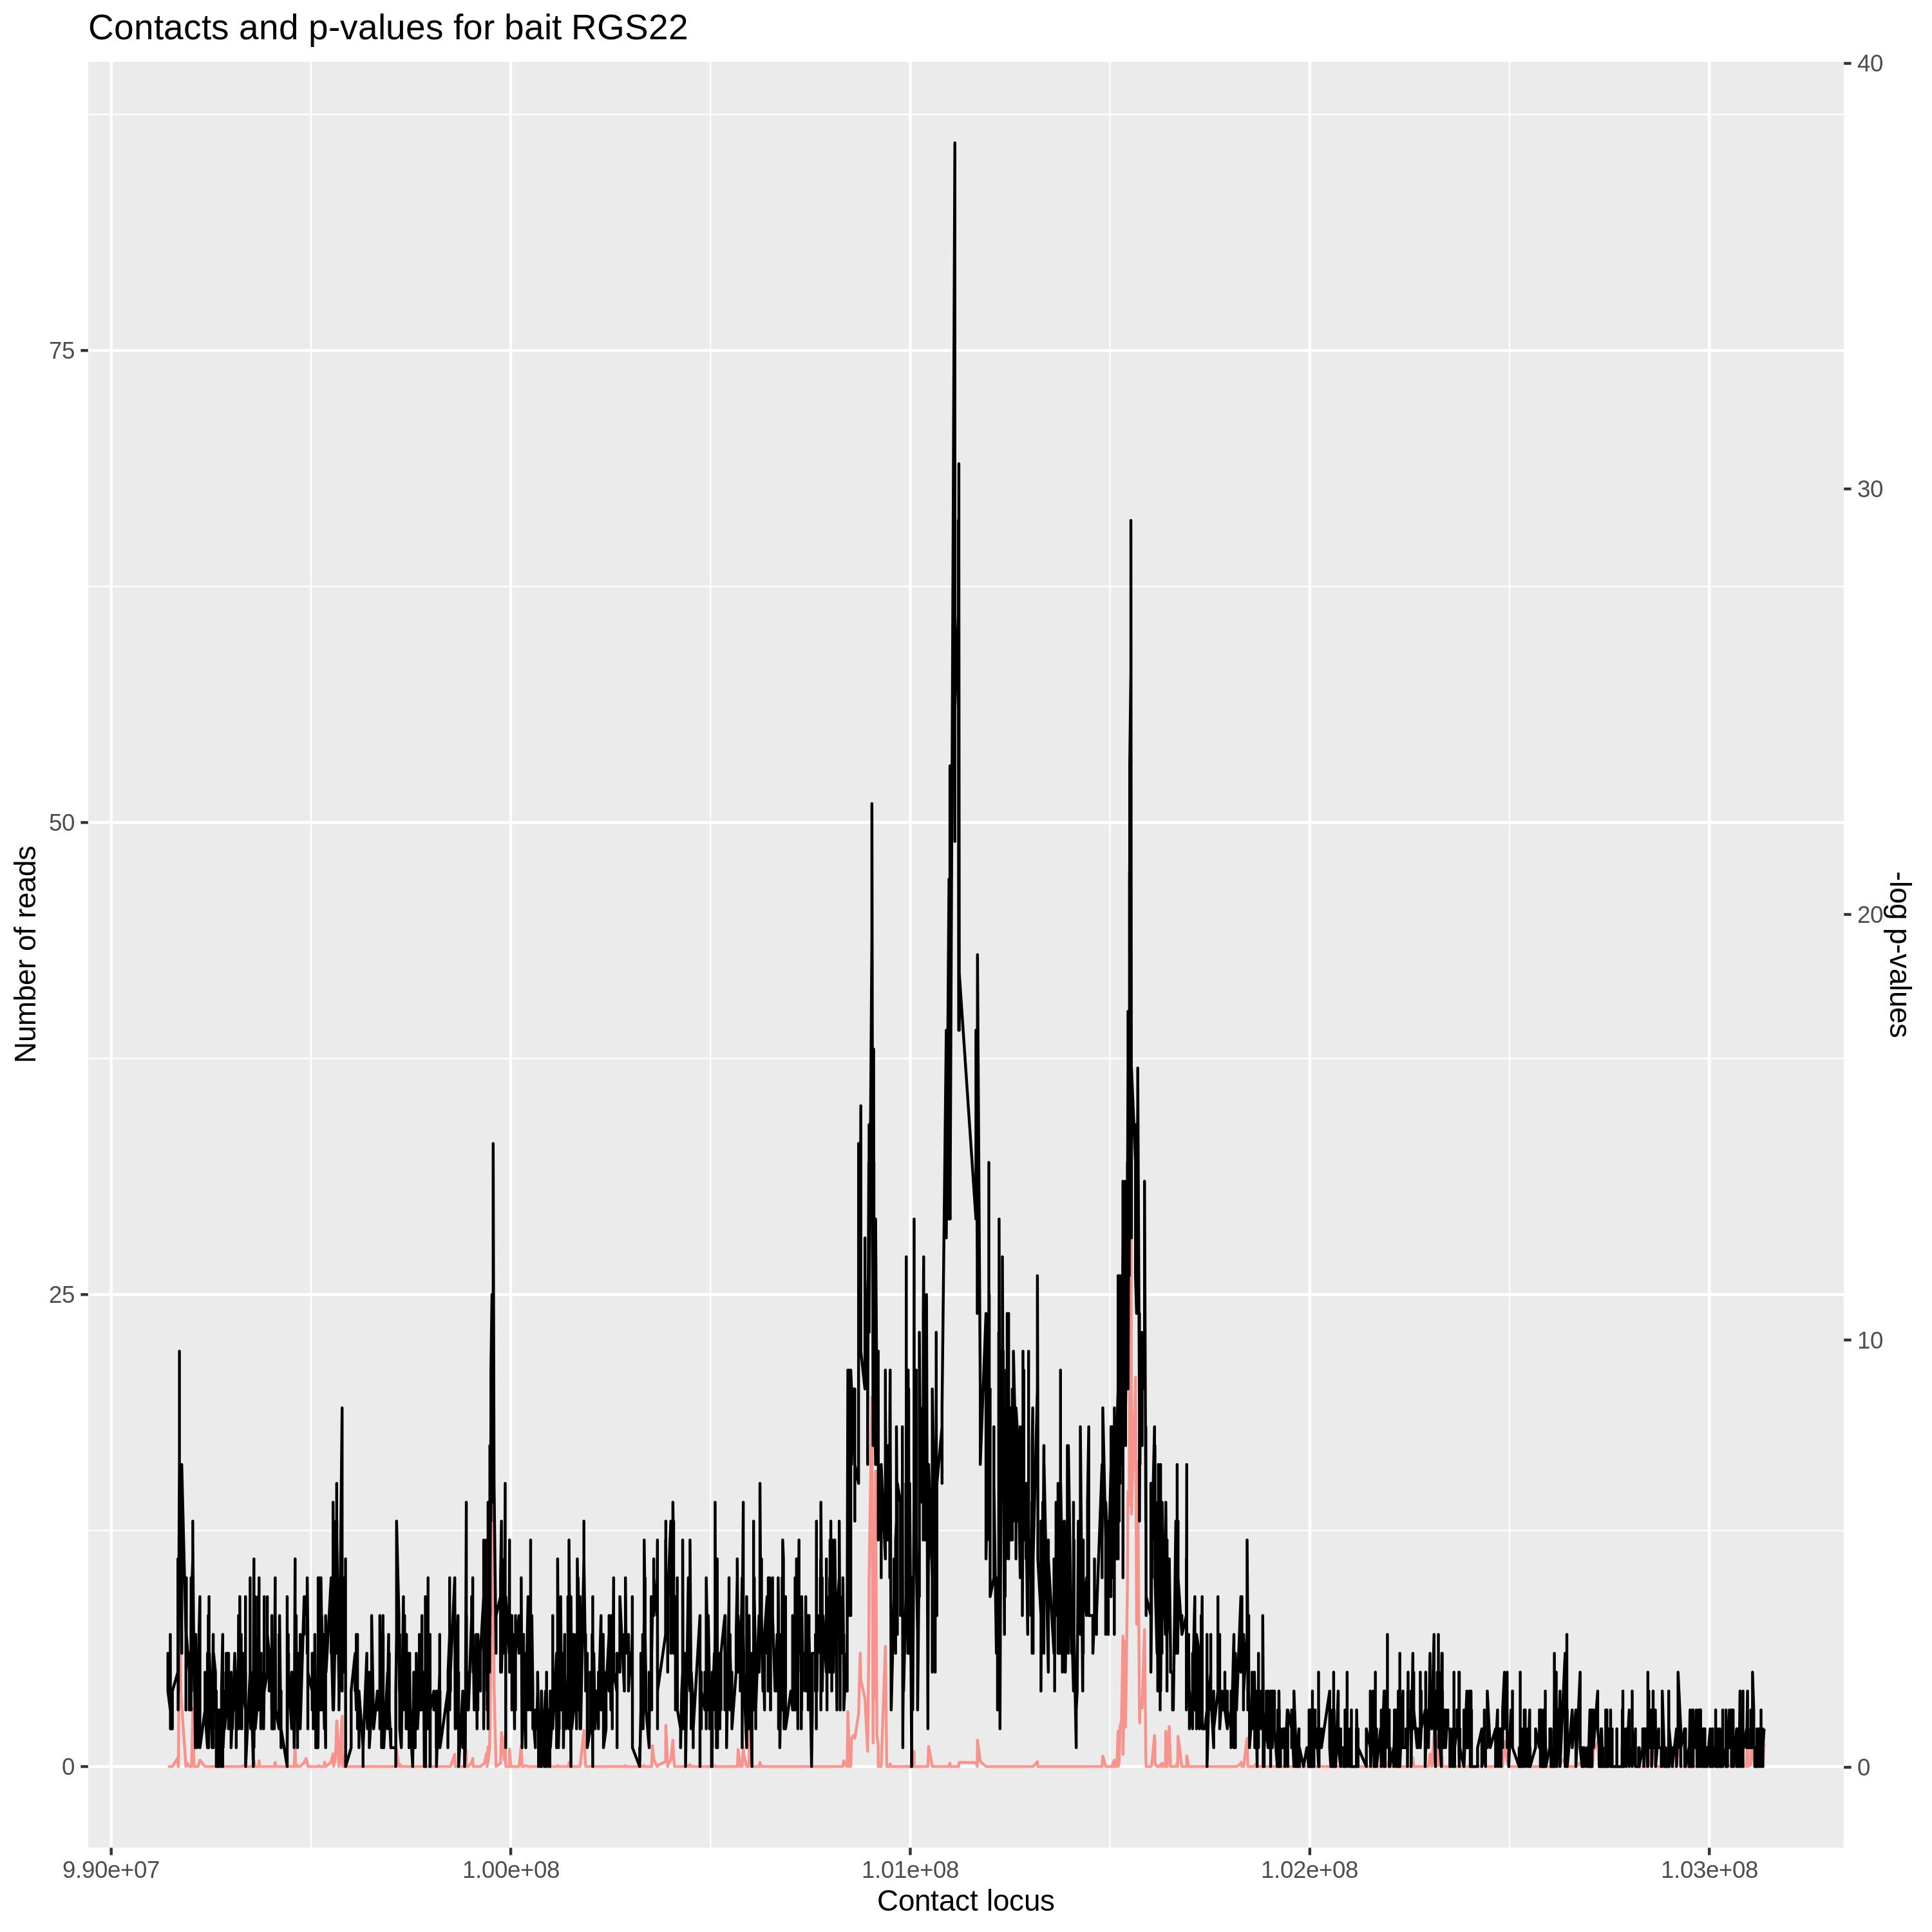 Contacts and p-values for bait RGS22
40
75
30
50
Number of reads
20
-log p-values
25
10
0
0
9.90e+07
1.00e+08
1.01e+08
1.02e+08
1.03e+08
Contact locus